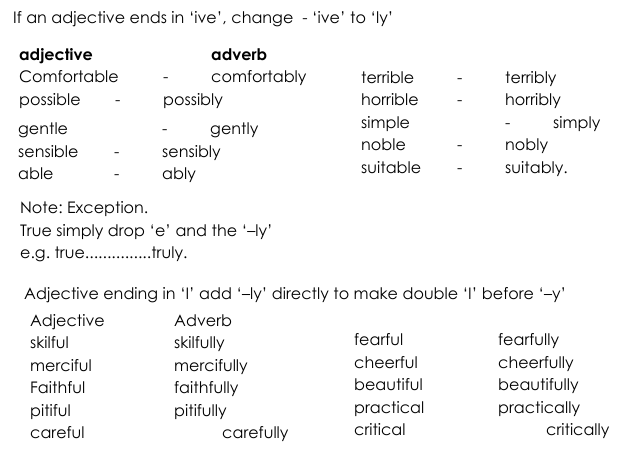 If an adjective ends in ‘ive’, change - ‘ive’ to ‘ly’
adjective adverb
Comfortable - comfortably
possible - possibly
gentle - gently
sensible - sensibly
able - ably
terrible - terribly
horrible - horribly
simple - simply
noble - nobly
suitable - suitably.
Note: Exception.
True simply drop ‘e’ and the ‘–ly’
e.g. true...............truly.
Adjective ending in ‘l’ add ‘–ly’ directly to make double ‘l’ before ‘–y’
Adjective Adverb
skilful skilfully
merciful mercifully
Faithful faithfully
pitiful pitifully
careful carefully
fearful fearfully
cheerful cheerfully
beautiful beautifully
practical practically
critical critically